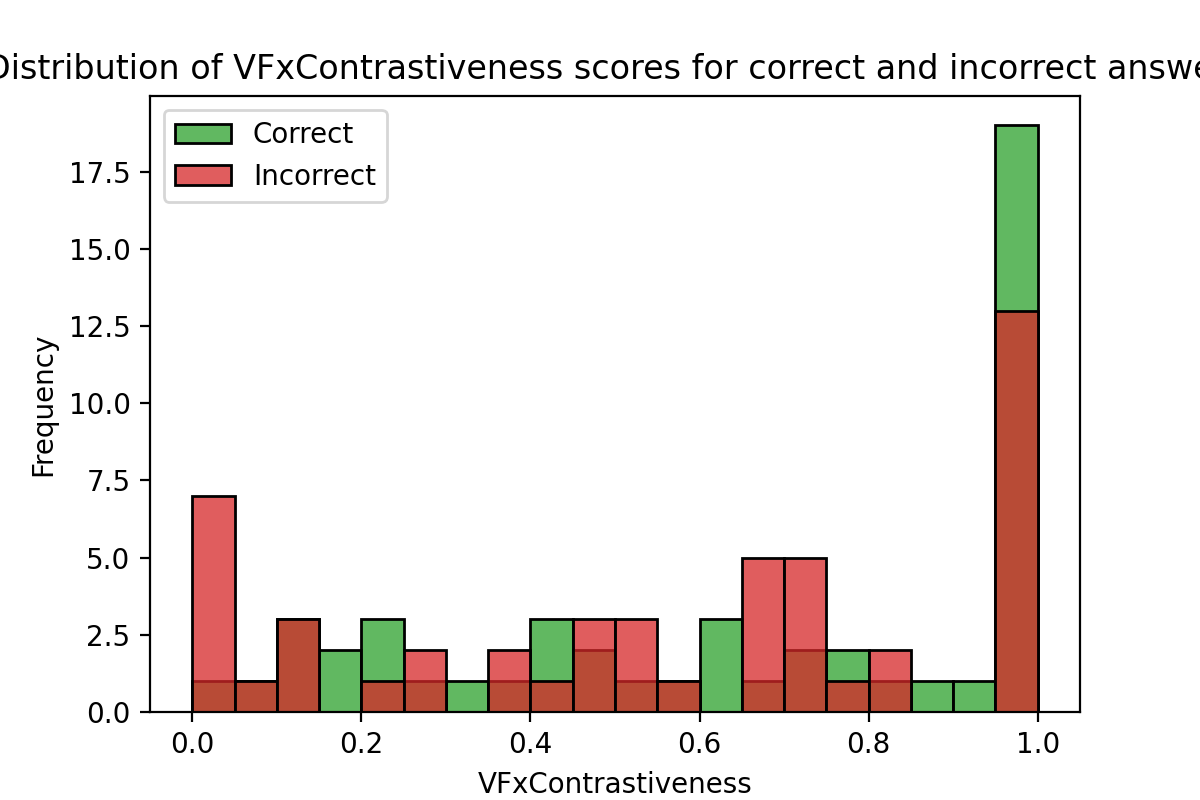 Distribution of VFxContrastiveness scores for correct and incorrect answe
Correct
Incorrect
17.5
15.0
12.5
10.0
7.5
5.0
2.5
0.0
Frequency
0.0 0.2 0.4 0.6 0.8 1.0
VFxContrastiveness